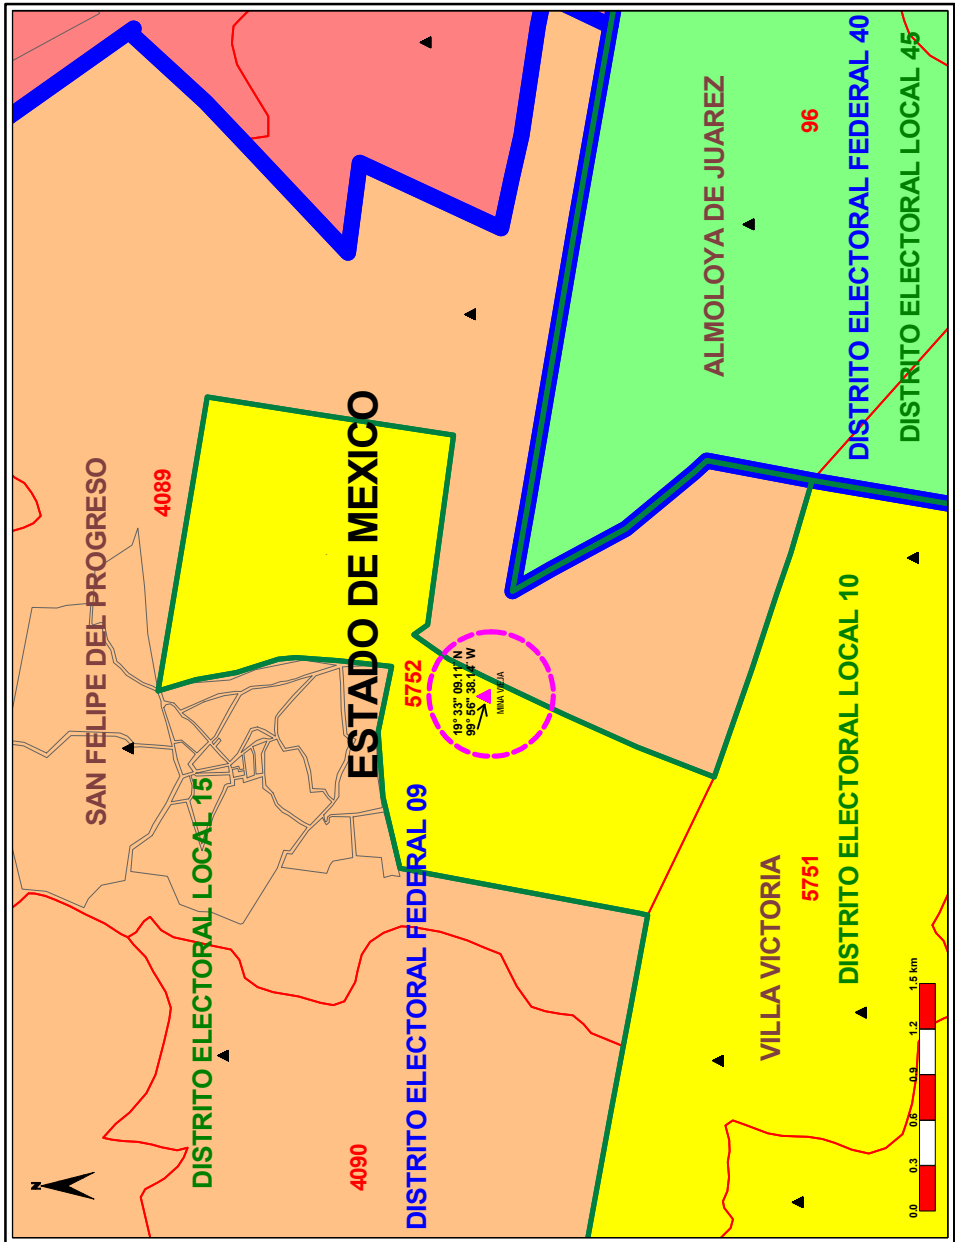 N
SAN FELIPE DEL PROGRESO
4089
DISTRITO ELECTORAL LOCAL 15
4090
ESTADO DE MEXICO
DISTRITO ELECTORAL FEDERAL 09
5752
19° 33'' 09.11'' N
99° 56'' 38.14'' W
MINA VIEJA
ALMOLOYA DE JUAREZ
96
DISTRITO ELECTORAL FEDERAL 40
DISTRITO ELECTORAL LOCAL 45
VILLA VICTORIA
5751
DISTRITO ELECTORAL LOCAL 10
0.0 0.3 0.6 0.9 1.2 1.5 km